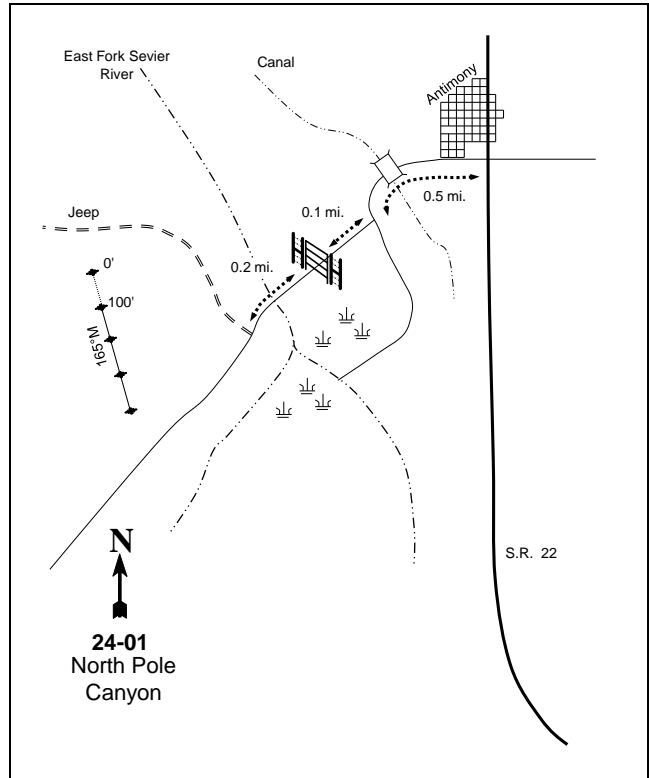 East Fork Sevier
River
Canal
Antimony
Jeep
0.1 mi.
0.5 mi.
0.2 mi.
0'
100'
165°M
S.R. 22
N
24-01
North Pole
Canyon